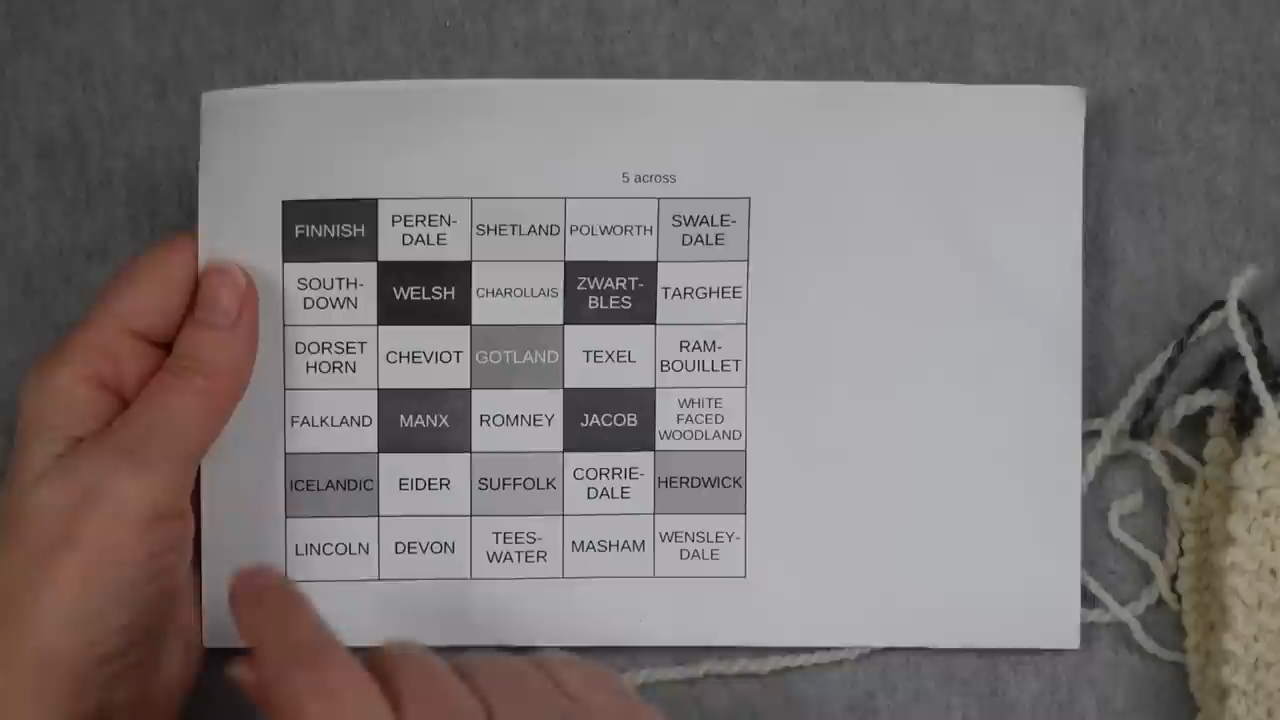 5 across
FINNISH
PEREN-
DALE
SHETLAND
POLWORTH
SWALE-
DALE
SOUTH-
DOWN
WELSH
CHAROLLAIS
ZWART-
BLES
TARGHEE
DORSET
HORN
CHEVIOT
GOTLAND
TEXEL
RAM-
BOUILLET
FALKLAND
MANX
ROMNEY
JACOB
WHITE
FACED
WOODLAND
ICELANDIC
EIDER
SUFFOLK
CORRIE-
DALE
HERDWICK
LINCOLN
DEVON
TEES-
WATER
MASHAM
WENSLEY-
DALE